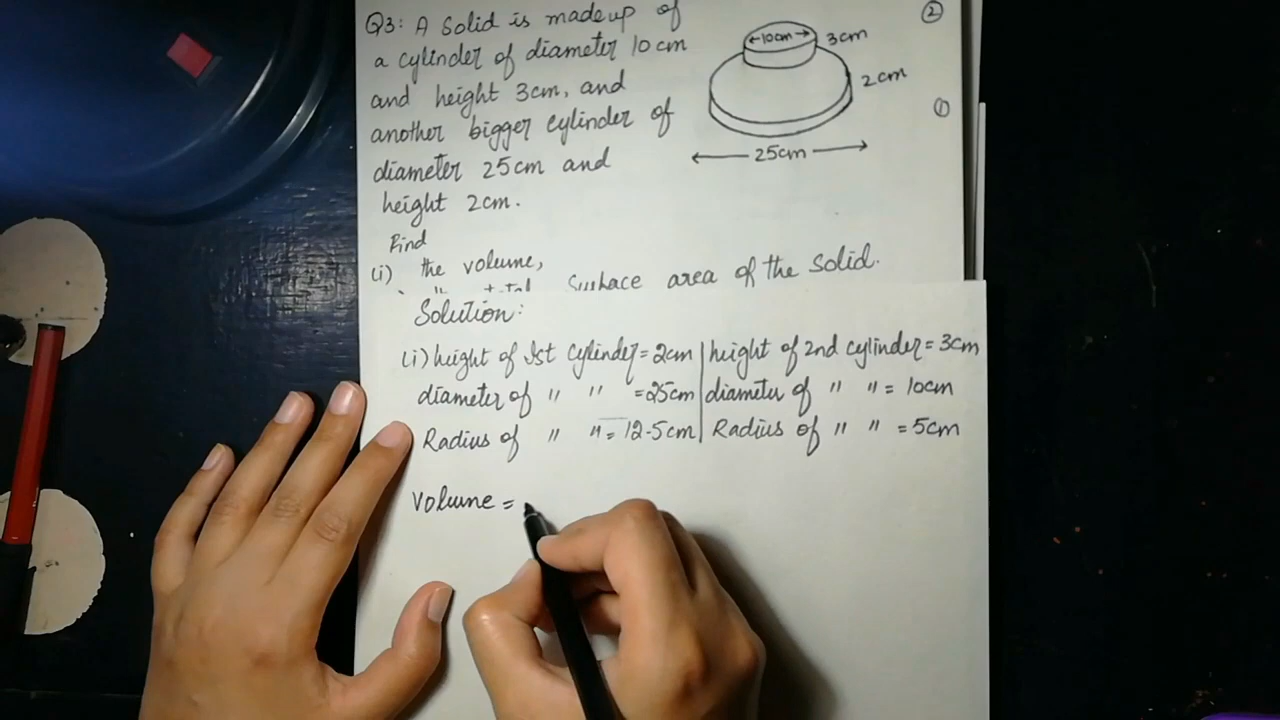 Q3: A Solid is made up of
a cylinder of diameter 10 cm
and height 3cm, and
another bigger cylinder of
diameter 25cm and
height 2cm.
Find
(i) the volume,
surface area of the solid.
10cm
3cm
2cm
25cm
2
1
Solution:
(i) height of Ist cylinder = 2cm
diameter of " " = 25cm
Radius of " " = 12.5cm
height of 2nd cylinder = 3cm
diameter of " " = 10cm
Radius of " " = 5cm
Volume =